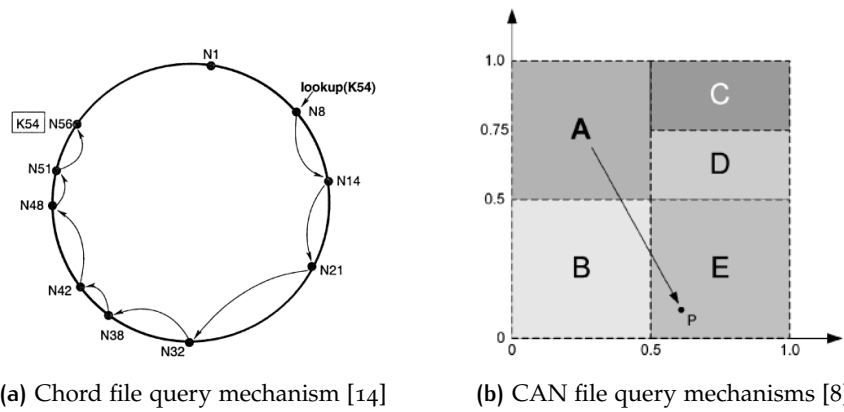 N1
lookup(K54)
N8
K54 N56
N51
N14
N48
N21
N42
N38
N32
(a) Chord file query mechanism [14]
1.0
C
A
0.75
D
0.5
B
E
P
0
0
0.5
1.0
(b) CAN file query mechanisms [8]